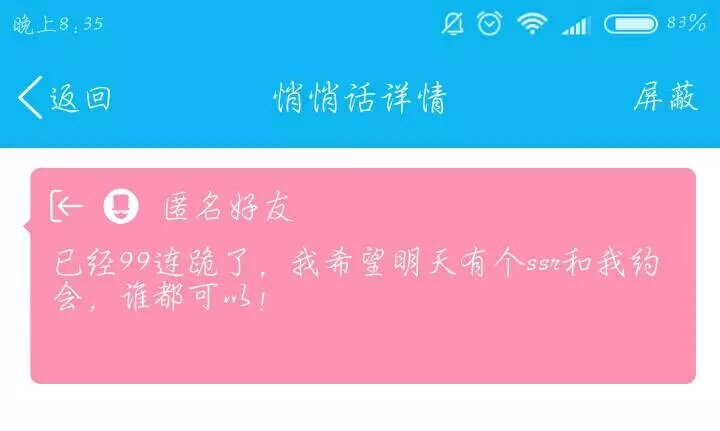 晚上8:35
83%
返回
悄悄话详情
屏蔽
匿名好友
已经99连跪了，我希望明天有个ssr和我约
会，谁都可以！